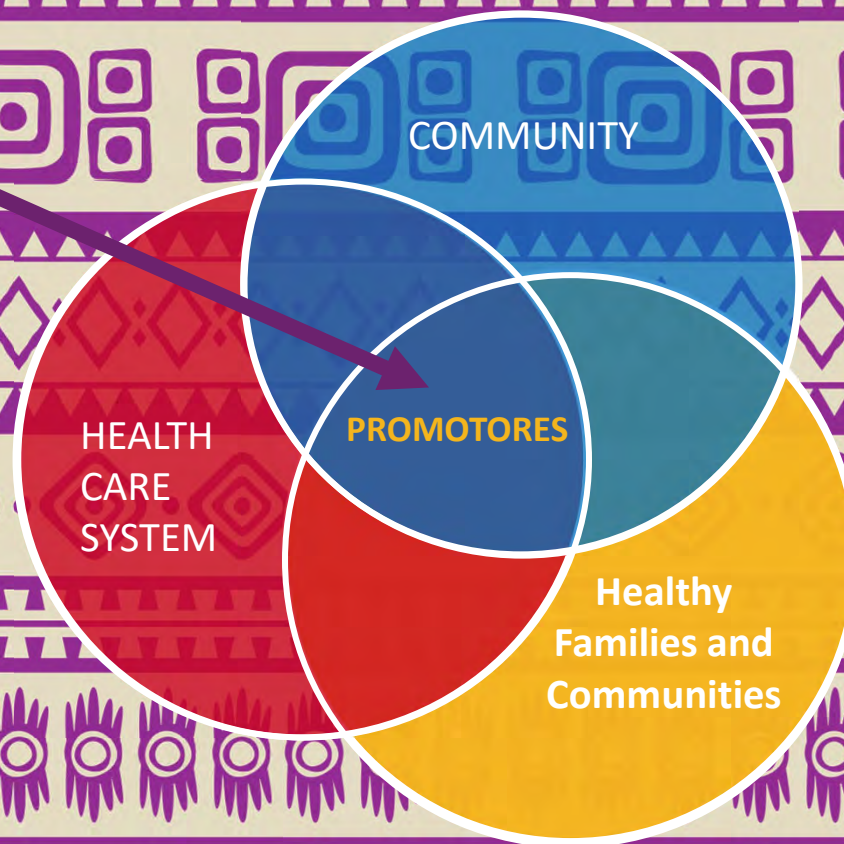 COMMUNITY
PROMOTORES
HEALTH
CARE
SYSTEM
Healthy
Families and
Communities